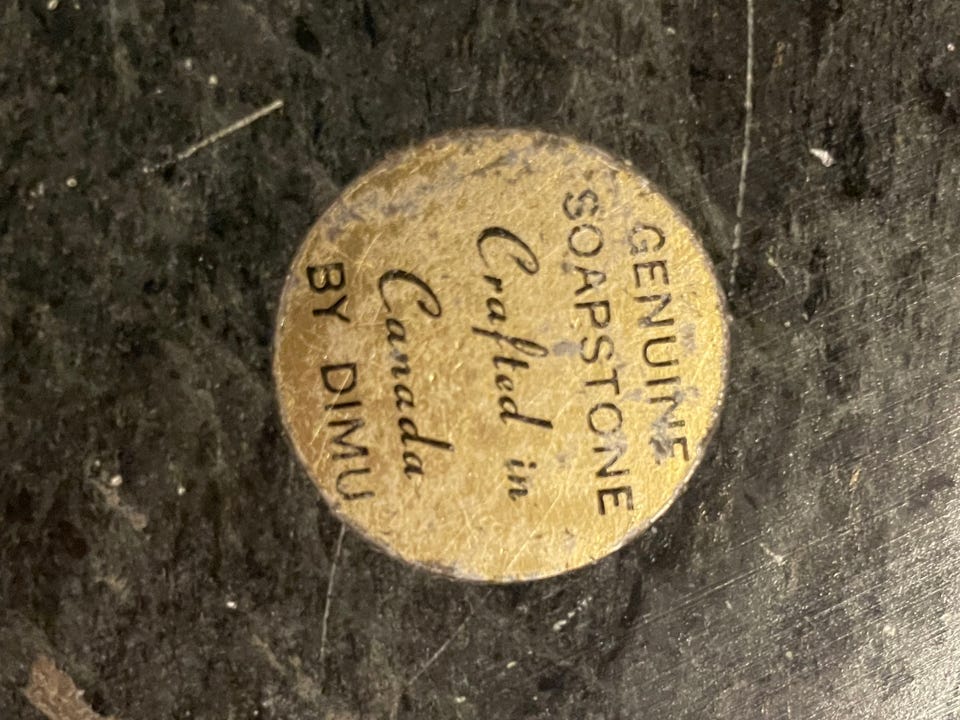 GENUINE
SOAPSTONE
Crafted in
Canada
BY DIMU